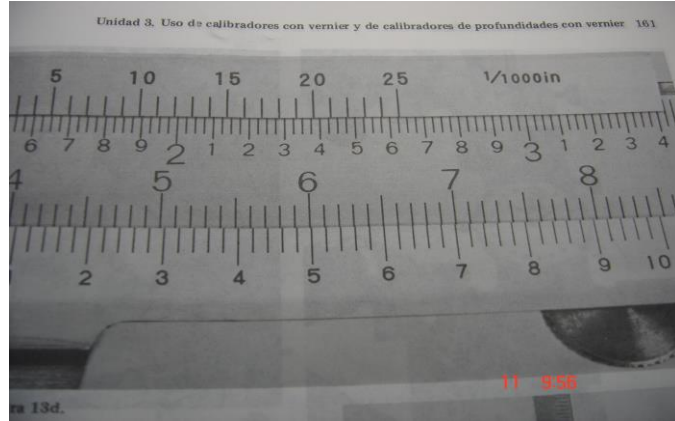 Unidad 3. Uso de calibradores con vernier y de calibradores de profundidades con vernier 161
5 10 15 20 25 1/1000in
6 7 8 9 2 1 2 3 4 5 6 7 8 9 3 1 2 3 4
4 5 6 7 8
1 2 3 4 5 6 7 8 9 10
11 9:56
ra 13d.